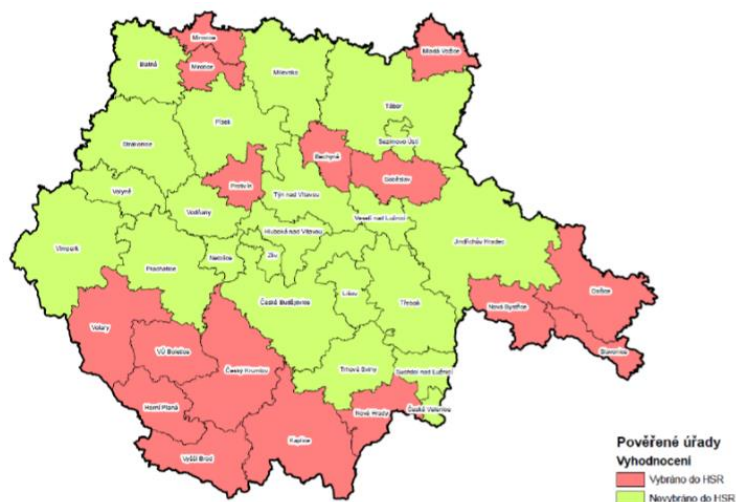 Mirovice
Mladá Vožice
Blatná
Mirotice
Milevsko
Tábor
Písek
Strakonice
Sezimovo Ústí
Bechyně
Soběslav
Protivín
Volyně
Týn nad Vltavou
Vodňany
Veselí nad Lužnicí
Hluboká nad Vltavou
Jindřichův Hradec
Vimperk
Netolice
Zliv
Prachatice
Dačice
Lišov
České Budějovice
Třeboň
Nová Bystřice
Volary
VÚ Boletice
Slavonice
Český Krumlov
Trhové Sviny
Suchdol nad Lužnicí
Horní Planá
České Velenice
Nové Hrady
Kaplice
Vyšší Brod
Pověřené úřady
Vyhodnocení
Vybráno do HSR
Nevybráno do HSR